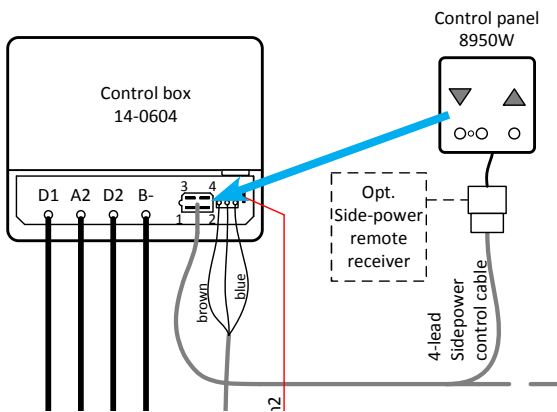 Control panel
8950W
Control box
14-0604
D1 A2 D2 B-
3 4
1 2
Opt.
Side-power
remote
receiver
brown
blue
4-lead
Sidepower
control cable